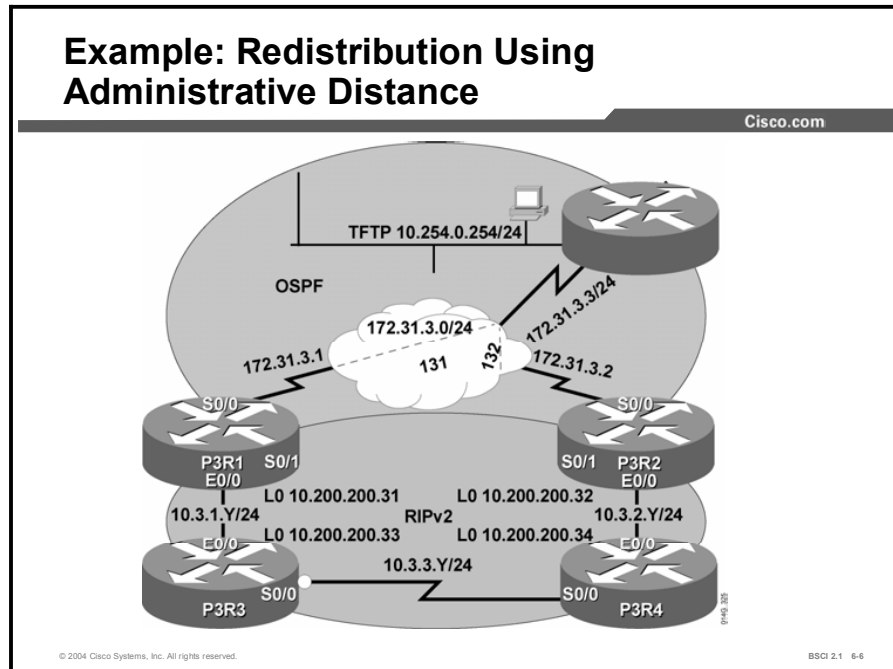 Example: Redistribution Using
Administrative Distance
Cisco.com
TFTP 10.254.0.254/24
OSPF
172.31.3.0/24
172.31.3.3/24
172.31.3.1
131
132
172.31.3.2
S0/0
S0/0
P3R1
S0/1
S0/1
P3R2
E0/0
E0/0
L0 10.200.200.31
L0 10.200.200.32
10.3.1.Y/24
RIPv2
10.3.2.Y/24
L0 10.200.200.33
L0 10.200.200.34
E0/0
E0/0
10.3.3.Y/24
S0/0
S0/0
P3R3
P3R4
014G_325
© 2004 Cisco Systems, Inc. All rights reserved.
BSCI 2.1 6-6